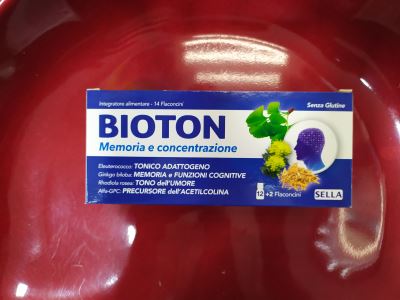 Integratore alimentare - 14 Flaconcini
Senza Glutine
BIOTON
Memoria e concentrazione
Eleuterococco: TONICO ADATTOGENO
Ginkgo biloba: MEMORIA e FUNZIONI COGNITIVE
Rhodiola rosea: TONO dell'UMORE
Alfa-GPC: PRECURSORE dell'ACETILCOLINA
12 +2 Flaconcini
SELLA